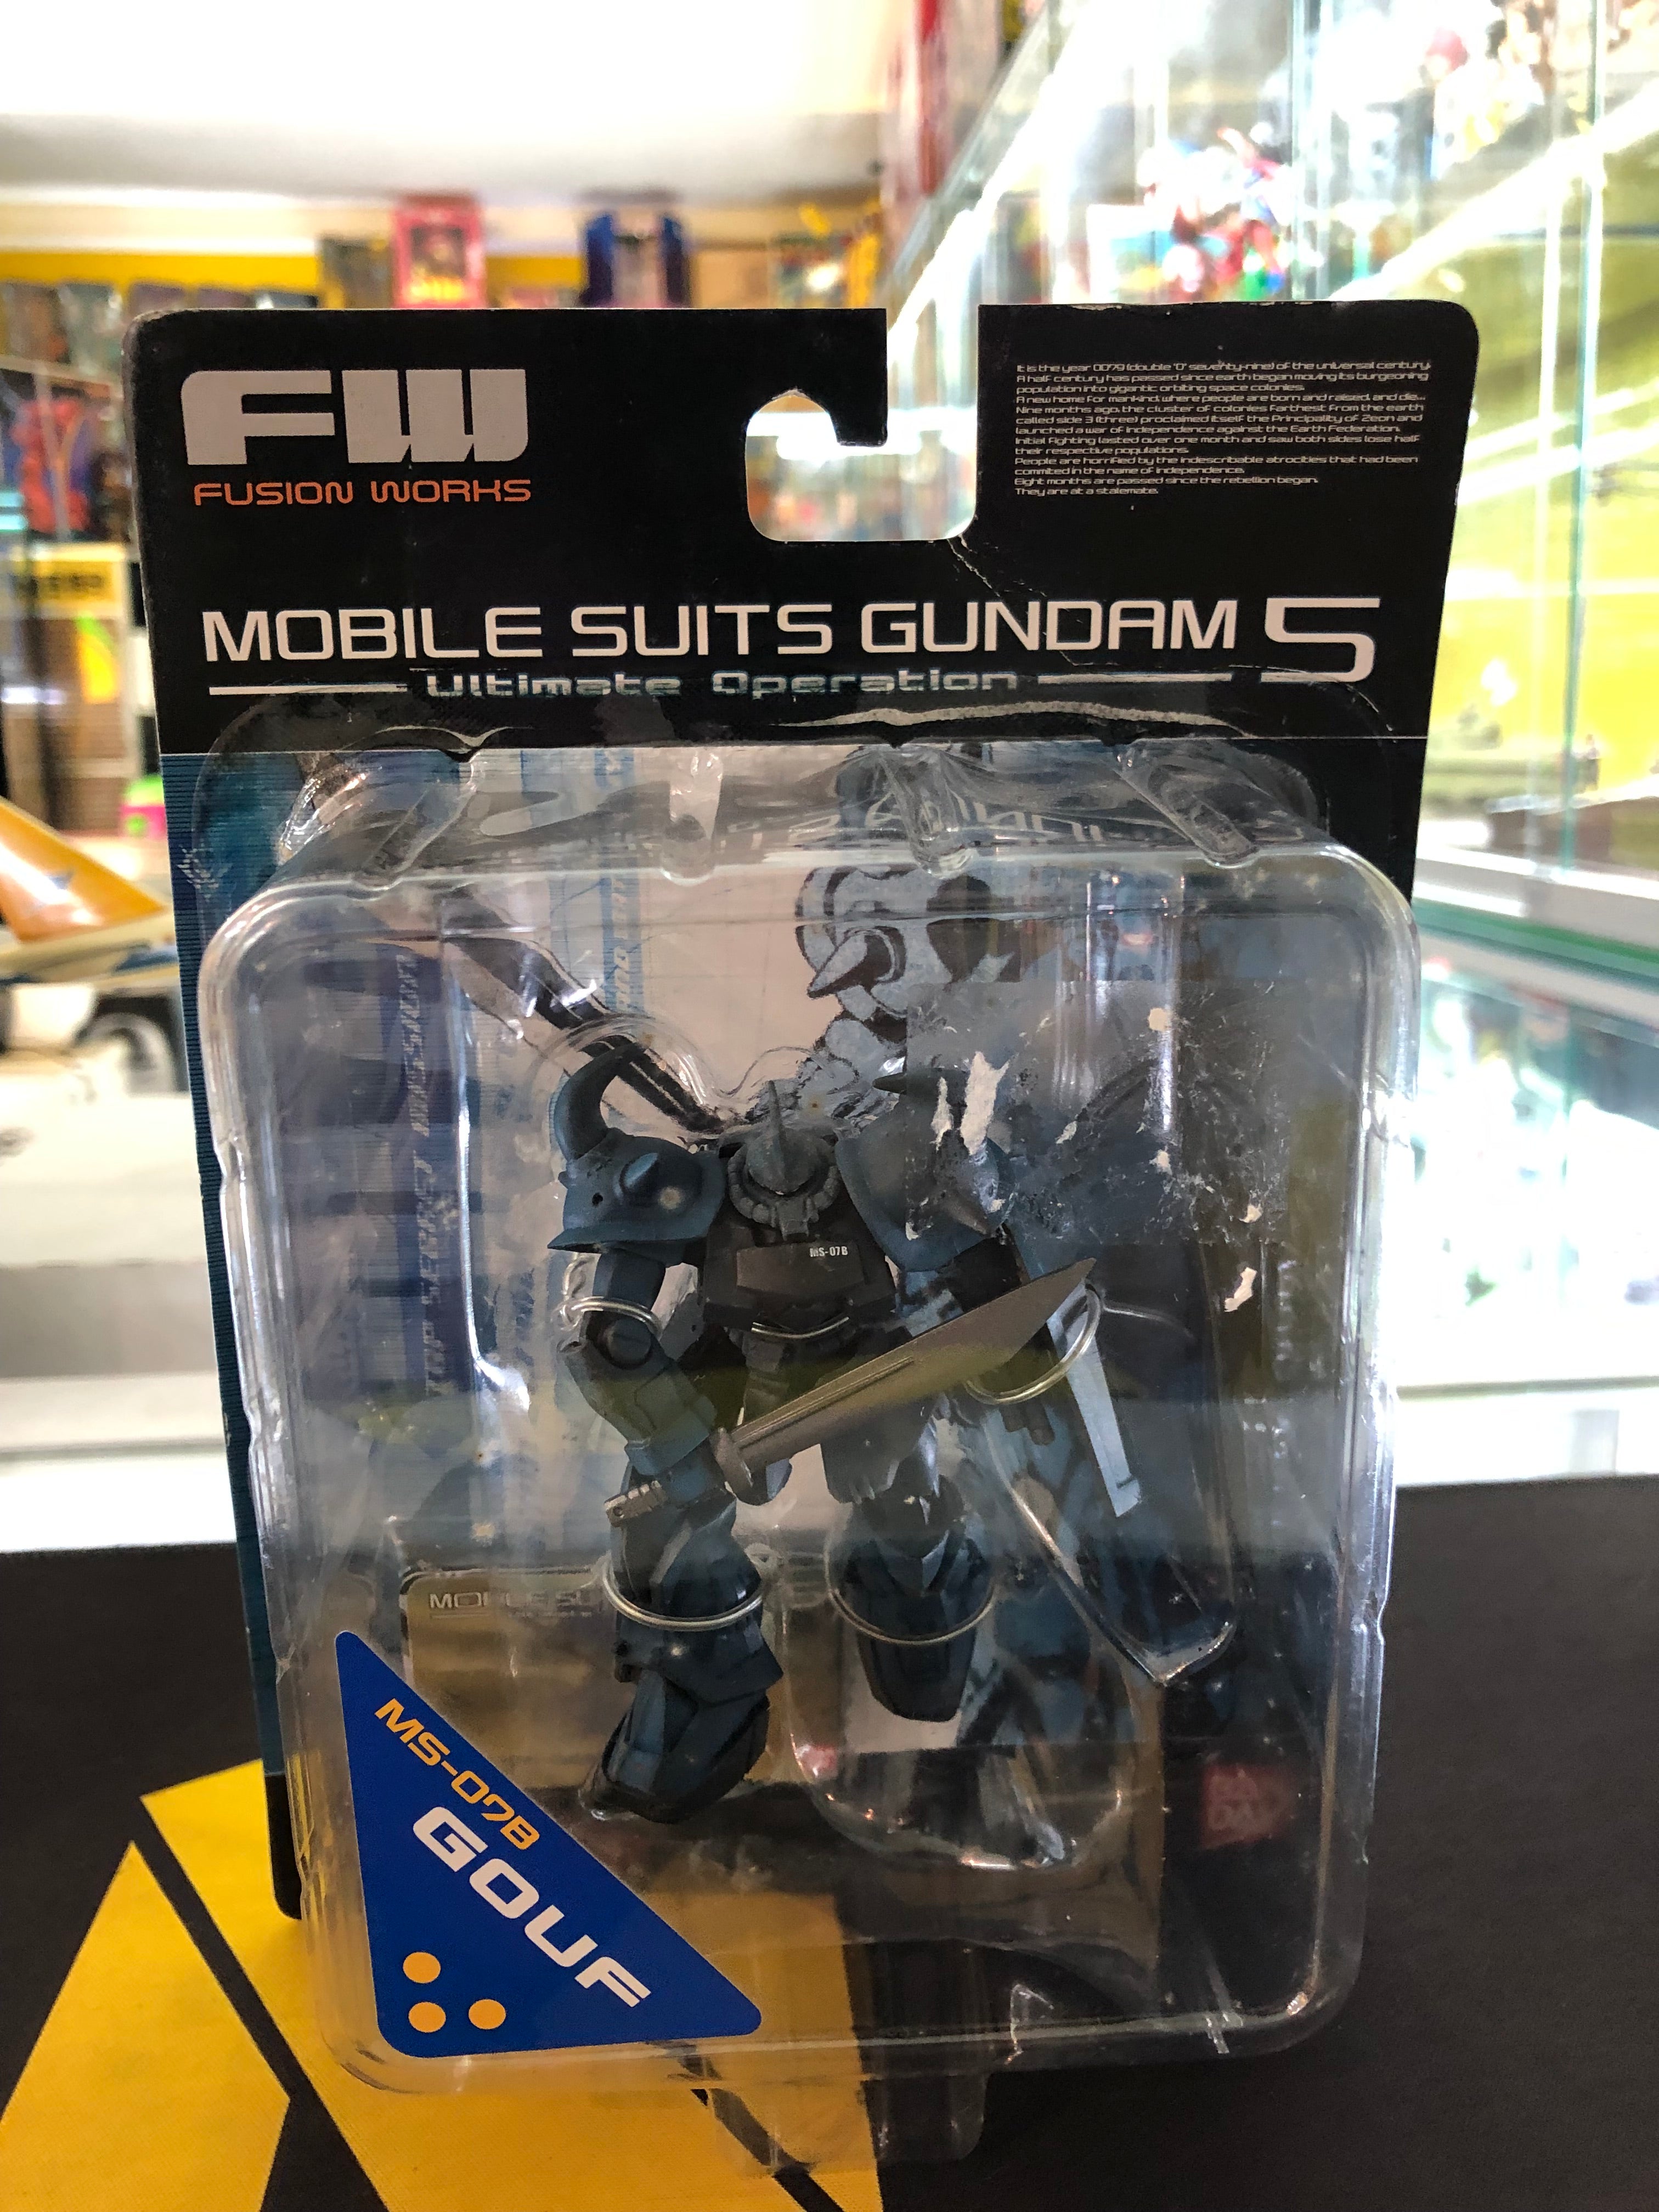 FW
FUSION WORKS
It is the year 0079 (double "0" seventy-nine) of the universal century.
A half century has passed since earth began moving its burgeoning
population into gigantic orbiting space colonies.
A new home for mankind, where people are born and raised, and die...
Nine months ago, the cluster of colonies farthest from the earth
called side 3 (three) proclaimed itself the Principality of Zeon and
launched a war of independence against the Earth Federation.
Initial fighting lasted over one month and saw both sides lose half
their respective populations.
People are horrified by the indescribable atrocities that had been
commited in the name of independence.
Eight months are passed since the rebellion began.
They are at a stalemate.
MOBILE SUITS GUNDAM 5
Ultimate Operation
TOP SECRET MISSION
MS-07B
MOBILE SU
MS-07B
GOUF
BANDAI